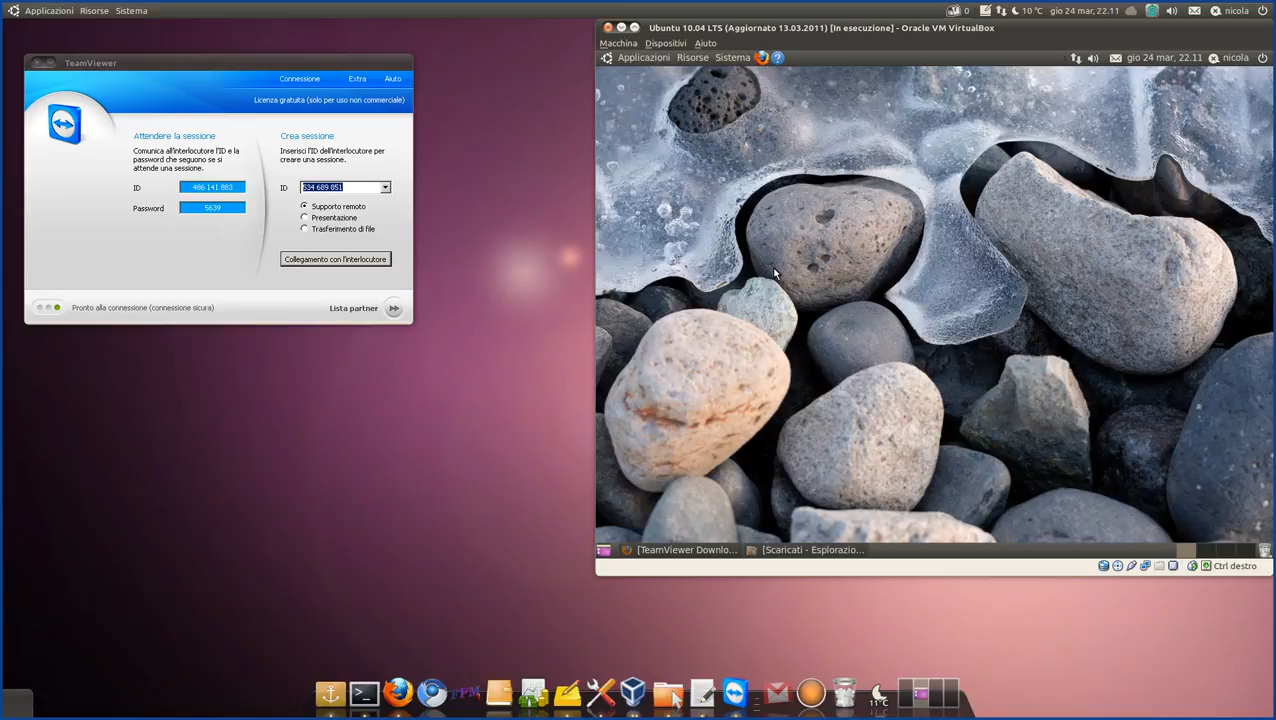 Applicazioni Risorse Sistema
0
10 °C gio 24 mar, 22.11
nicola
TeamViewer
Connessione Extra Aiuto
Licenza gratuita (solo per uso non commerciale)
Attendere la sessione
Comunica all'interlocutore l'ID e la
password che seguono se si
attende una sessione.
ID 486 141 883
Password 5639
Crea sessione
Inserisci l'ID dell'interlocutore per
creare una sessione.
ID 534 689 851
Supporto remoto
Presentazione
Trasferimento di file
Collegamento con l'interlocutore
Pronto alla connessione (connessione sicura)
Lista partner
Ubuntu 10.04 LTS (Aggiornato 13.03.2011) [In esecuzione] - Oracle VM VirtualBox
Macchina Dispositivi Aiuto
Applicazioni Risorse Sistema
gio 24 mar, 22.11 nicola
[TeamViewer Downlo... [Scaricati - Esplorazio...
Ctrl destro
11°C